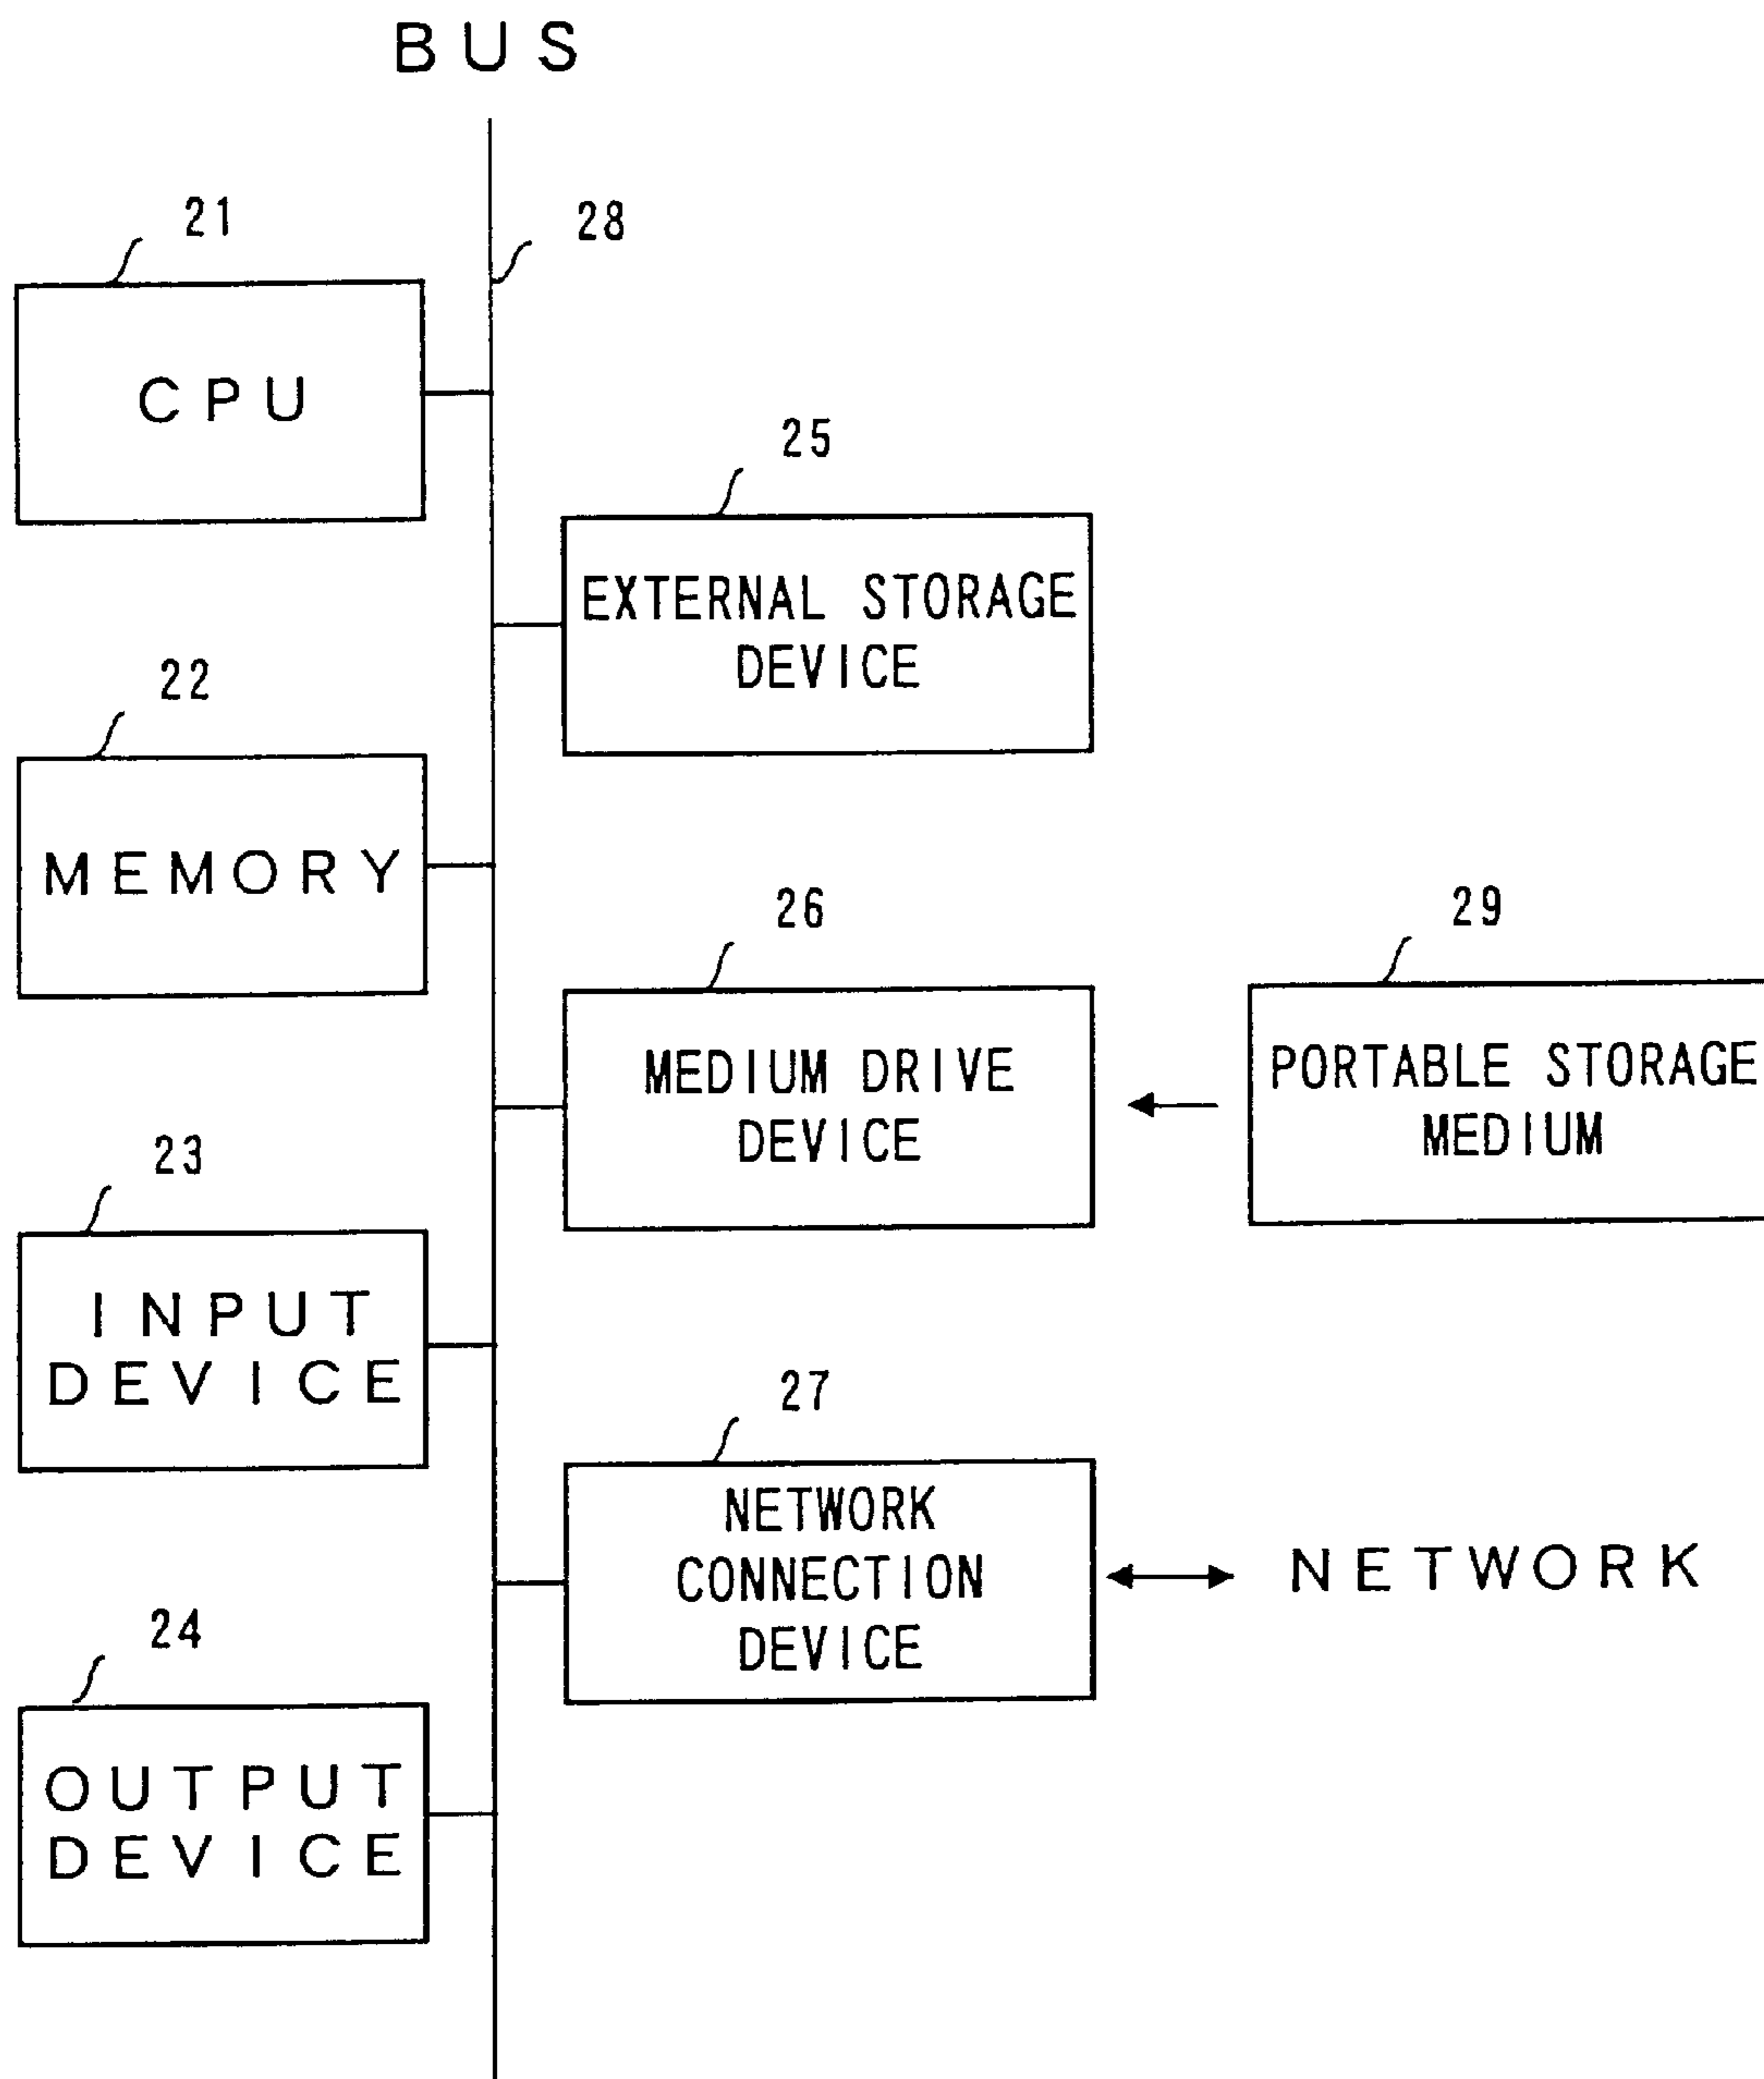 BUS
21
28
CPU
25
EXTERNAL STORAGE
DEVICE
22
MEMORY
26
29
MEDIUM DRIVE
DEVICE
PORTABLE STORAGE
MEDIUM
23
INPUT
DEVICE
27
NETWORK
CONNECTION
DEVICE
NETWORK
24
OUTPUT
DEVICE